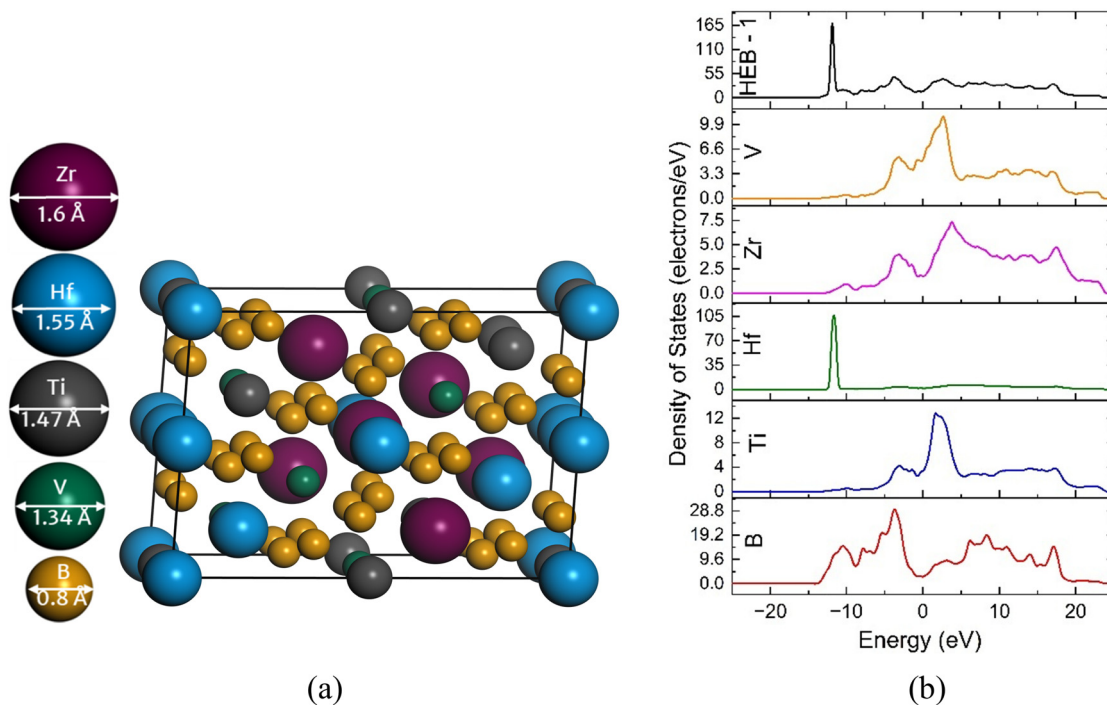 Zr
1.6 Å
Hf
1.55 Å
Ti
1.47 Å
V
1.34 Å
B
0.8 Å
(a)
Density of States (electrons/eV)
HEB - 1
165
110
55
0
V
9.9
6.6
3.3
0.0
Zr
7.5
5.0
2.5
0.0
Hf
105
70
35
0
Ti
12
8
4
0
B
28.8
19.2
9.6
0.0
−20 −10 0 10 20
Energy (eV)
(b)